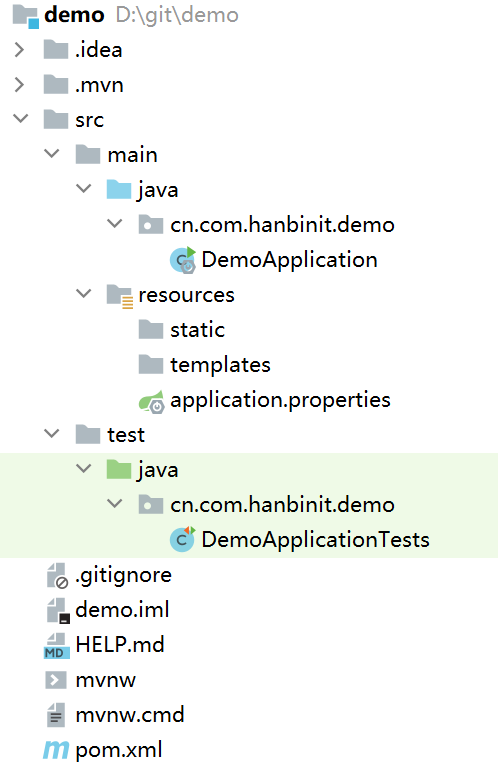 demo D:\git\demo
.idea
.mvn
src
main
java
cn.com.hanbinit.demo
DemoApplication
resources
static
templates
application.properties
test
java
cn.com.hanbinit.demo
C DemoApplicationTests
.gitignore
demo.iml
MD HELP.md
mvnw
mvnw.cmd
m pom.xml